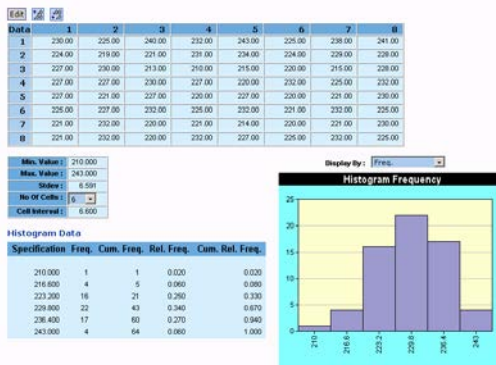 Edit
Data 1 2 3 4 5 6 7 8
1 230.00 225.00 240.00 232.00 243.00 225.00 238.00 241.00
2 224.00 219.00 221.00 231.00 234.00 224.00 229.00 228.00
3 227.00 230.00 213.00 210.00 215.00 220.00 215.00 228.00
4 227.00 227.00 230.00 227.00 220.00 232.00 225.00 232.00
5 227.00 221.00 227.00 220.00 227.00 220.00 227.00 230.00
6 225.00 227.00 232.00 225.00 232.00 221.00 232.00 225.00
7 221.00 232.00 220.00 221.00 214.00 220.00 221.00 230.00
8 221.00 232.00 220.00 232.00 227.00 225.00 232.00 225.00
Min. Value : 210.000
Max. Value : 243.000
Stdev : 6.591
No Of Cells : 6
Cell Interval : 6.600
Display By : Freq.
Histogram Frequency
25
20
15
10
5
0
210 216.6 223.2 229.8 236.4 243
Histogram Data
Specification Freq. Cum. Freq. Rel. Freq. Cum. Rel. Freq.
210.000 1 1 0.020 0.020
216.600 4 5 0.060 0.080
223.200 16 21 0.250 0.330
229.800 22 43 0.340 0.670
236.400 17 60 0.270 0.940
243.000 4 64 0.060 1.000